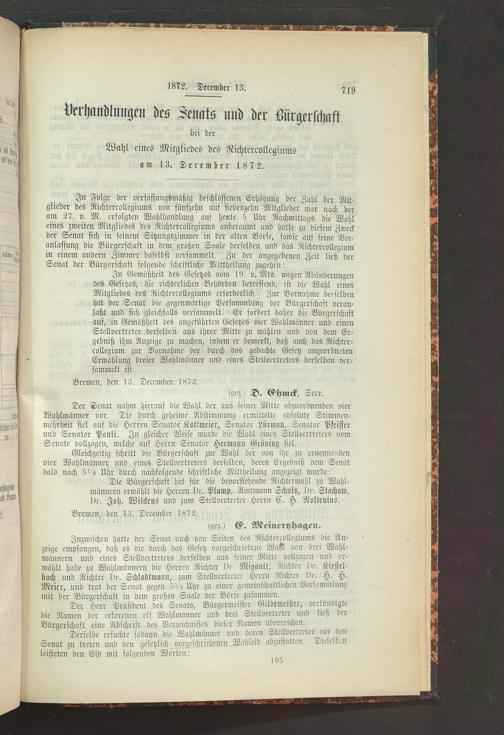 1872. December 13.
719
Verhandlungen des Senats und der Bürgerschaft
bei der
Wahl eines Mitgliedes des Richtercollegiums
am 13. December 1872.
In Folge der verfassungsmäßig beschlossenen Erhöhung der Zahl der Mit-
glieder des Richtercollegiums von fünfzehn auf siebenzehn Mitglieder war nach der
am 27. v. M. erfolgten Wahlhandlung auf heute 5 Uhr Nachmittags die Wahl
eines zweiten Mitgliedes des Richtercollegiums anberaumt und hatte zu diesem Zweck
der Senat sich in seinem Sitzungszimmer in der alten Börse, sowie auf seine Ver-
anlassung die Bürgerschaft in dem großen Saale derselben und das Richtercollegium
in einem andern Zimmer daselbst versammelt. Zu der angegebenen Zeit ließ der
Senat der Bürgerschaft folgende schriftliche Mittheilung zugehen:
In Gemäßheit des Gesetzes vom 19. v. Mts. wegen Abänderungen
des Gesetzes, die richterlichen Behörden betreffend, ist die Wahl eines
Mitgliedes des Richtercollegiums erforderlich. Zur Vornahme derselben
hat der Senat die gegenwärtige Versammlung der Bürgerschaft veran-
laßt und sich gleichfalls versammelt. Er fordert daher die Bürgerschaft
auf, in Gemäßheit des angeführten Gesetzes vier Wahlmänner und einen
Stellvertreter derselben aus ihrer Mitte zu wählen und von dem Er-
gebniß ihm Anzeige zu machen, indem er bemerkt, daß auch das Richter-
collegium zur Vornahme der durch das gedachte Gesetz angeordneten
Erwählung dreier Wahlmänner und eines Stellvertreters derselben ver-
sammelt ist.
Bremen, den 13. December 1872.
(gez.) D. Ehmck, Secr.
Der Senat nahm hierauf die Wahl der aus seiner Mitte abzuordnenden vier
Wahlmänner vor. Die durch geheime Abstimmung ermittelte absolute Stimmen-
mehrheit fiel auf die Herren Senator Kottmeier, Senator Lürman, Senator Pfeiffer
und Senator Pauli. In gleicher Weise wurde die Wahl eines Stellvertreters vom
Senate vollzogen, welche auf Herrn Senator Hermann Gröning fiel.
Gleichzeitig schritt die Bürgerschaft zur Wahl der von ihr zu ernennenden
vier Wahlmänner und eines Stellvertreters derselben, deren Ergebniß dem Senat
bald nach 5½ Uhr durch nachfolgende schriftliche Mittheilung angezeigt wurde:
Die Bürgerschaft hat für die bevorstehende Richterwahl zu Wahl-
männern erwählt die Herren Dr. Plump, Amtmann Schultz, Dr. Stachow,
Dr. Joh. Wilckens und zum Stellvertreter Herrn C. H. Noltenius.
Bremen, den 13. December 1872.
(gez.) E. Meinertzhagen.
Inzwischen hatte der Senat auch von Seiten des Richtercollegiums die An-
zeige empfangen, daß es die durch das Gesetz vorgeschriebene Wahl von drei Wahl-
männern und eines Stellvertreters derselben aus seiner Mitte vollzogen und er-
wählt habe zu Wahlmännern die Herren Richter Dr. Migault, Richter Dr. Kiessel-
bach und Richter Dr. Schlodtmann, zum Stellvertreter Herrn Richter Dr. H. H.
Meier, und trat der Senat gegen 5¾ Uhr zu einer gemeinschaftlichen Versammlung
mit der Bürgerschaft in dem großen Saale der Börse zusammen.
Der Herr Präsident des Senats, Bürgermeister Gildemeister, verkündigte
die Namen der erkorenen elf Wahlmänner und drei Stellvertreter und ließ der
Bürgerschaft eine Abschrift des Verzeichnisses dieser Namen überreichen.
Derselbe ersuchte sodann die Wahlmänner und deren Stellvertreter vor den
Senat zu treten und den gesetzlich vorgeschriebenen Wahleid abzustatten. Dieselben
leisteten den Eid mit folgenden Worten:
195